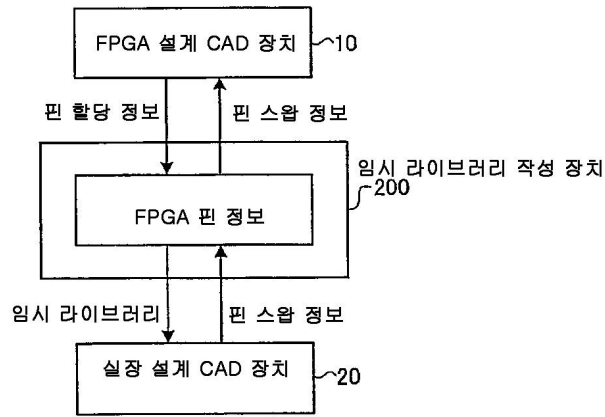 FPGA 설계 CAD 장치
10
핀 할당 정보
핀 스왑 정보
임시 라이브러리 작성 장치
200
FPGA 핀 정보
임시 라이브러리
핀 스왑 정보
실장 설계 CAD 장치
20